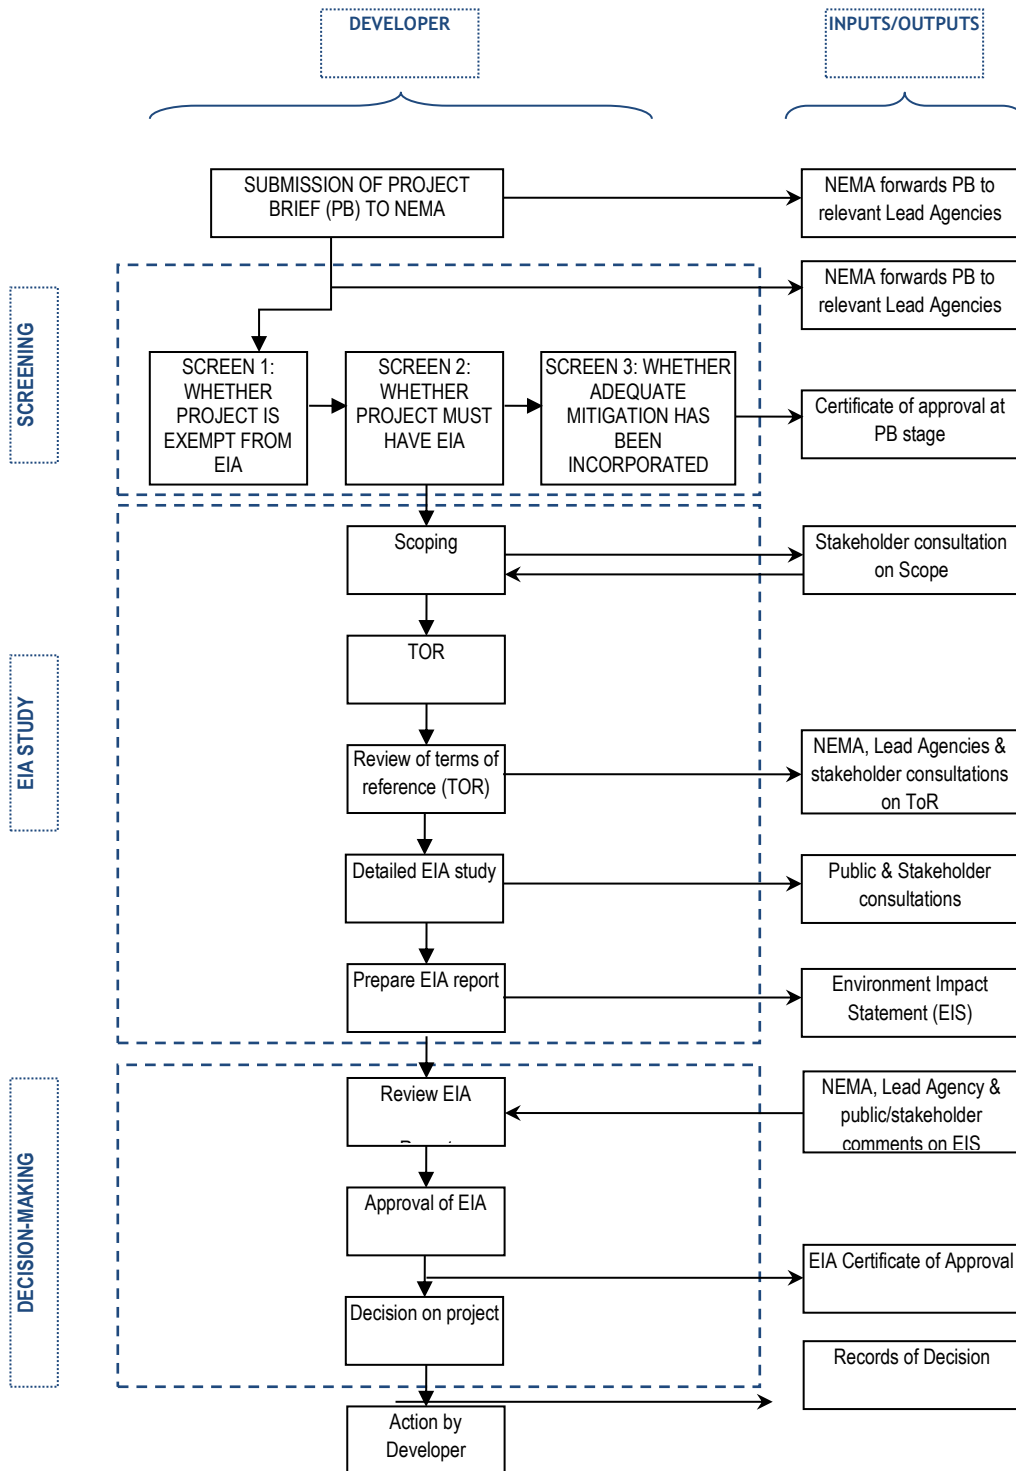 DEVELOPER
INPUTS/OUTPUTS
SUBMISSION OF PROJECT
BRIEF (PB) TO NEMA
NEMA forwards PB to
relevant Lead Agencies
SCREENING
NEMA forwards PB to
relevant Lead Agencies
SCREEN 1:
WHETHER
PROJECT IS
EXEMPT FROM
EIA
SCREEN 2:
WHETHER
PROJECT MUST
HAVE EIA
SCREEN 3: WHETHER
ADEQUATE
MITIGATION HAS
BEEN
INCORPORATED
Certificate of approval at
PB stage
EIA STUDY
Scoping
Stakeholder consultation
on Scope
TOR
Review of terms of
reference (TOR)
NEMA, Lead Agencies &
stakeholder consultations
on ToR
Detailed EIA study
Public & Stakeholder
consultations
Prepare EIA report
Environment Impact
Statement (EIS)
DECISION-MAKING
Review EIA
NEMA, Lead Agency &
public/stakeholder
comments on EIS
Approval of EIA
EIA Certificate of Approval
Decision on project
Records of Decision
Action by
Developer